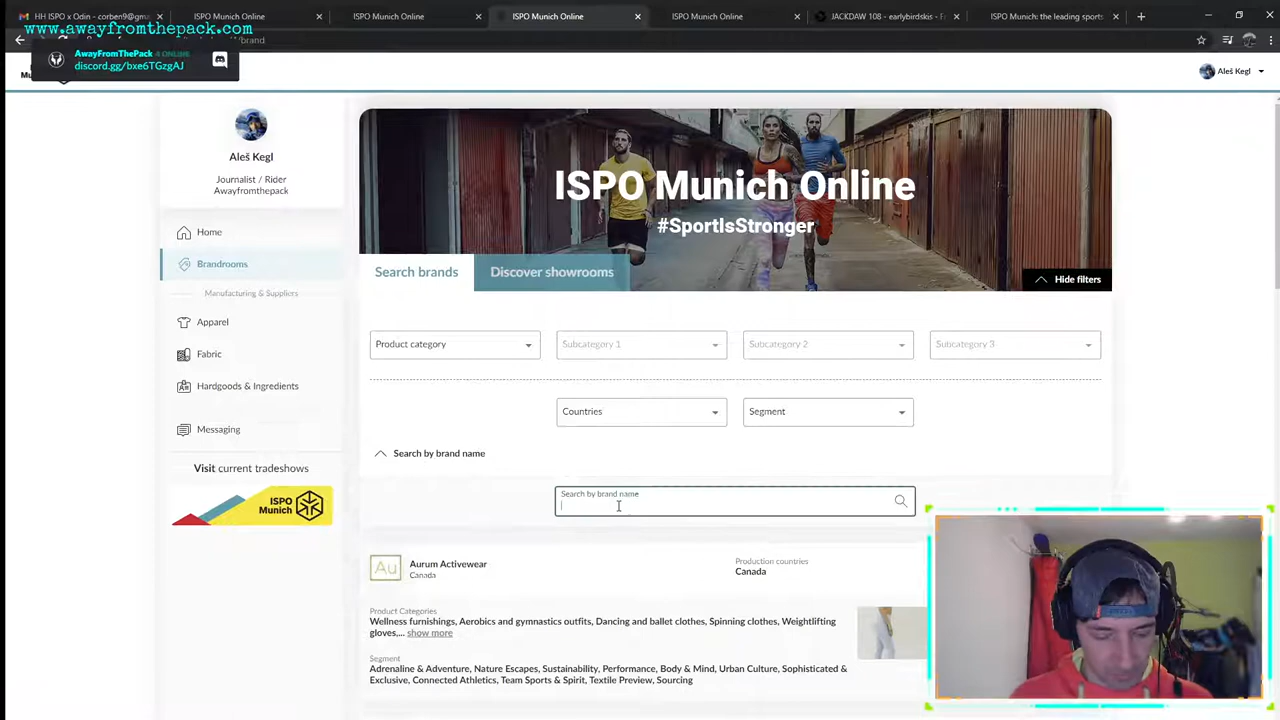 HH ISPO x Odin - corben9@gm
ISPO Munich Online
ISPO Munich Online
ISPO Munich Online
ISPO Munich Online
JACKDAW 108 - earlybirdskis - F
ISPO Munich: the leading sports
www.awayfromthepack.com
/brand
AwayFromThePack 4 ONLINE
discord.gg/bxe6TGzgAJ
Aleš Kegl
Aleš Kegl
Journalist / Rider
Awayfromthepack
Home
Brandrooms
Manufacturing & Suppliers
Apparel
Fabric
Hardgoods & Ingredients
Messaging
Visit current tradeshows
ISPO
Munich
ISPO Munich Online
#SportIsStronger
Search brands
Discover showrooms
Hide filters
Product category
Subcategory 1
Subcategory 2
Subcategory 3
Countries
Segment
Search by brand name
Search by brand name
Au
Aurum Activewear
Canada
Production countries
Canada
Product Categories
Wellness furnishings, Aerobics and gymnastics outfits, Dancing and ballet clothes, Spinning clothes, Weightlifting
gloves,... show more
Segment
Adrenaline & Adventure, Nature Escapes, Sustainability, Performance, Body & Mind, Urban Culture, Sophisticated &
Exclusive, Connected Athletics, Team Sports & Spirit, Textile Preview, Sourcing